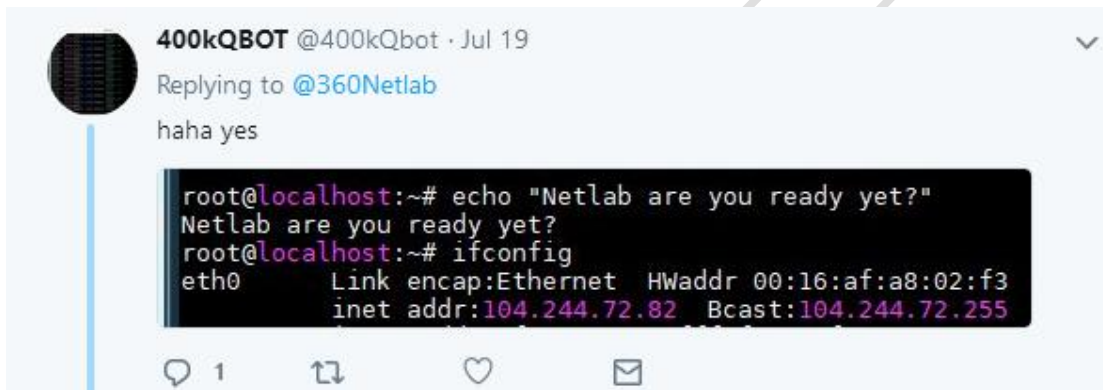 400kQBOT @400kQbot · Jul 19
Replying to @360Netlab
haha yes
root@localhost:~# echo "Netlab are you ready yet?"
Netlab are you ready yet?
root@localhost:~# ifconfig
eth0 Link encap:Ethernet HWaddr 00:16:af:a8:02:f3
inet addr:104.244.72.82 Bcast:104.244.72.255
1